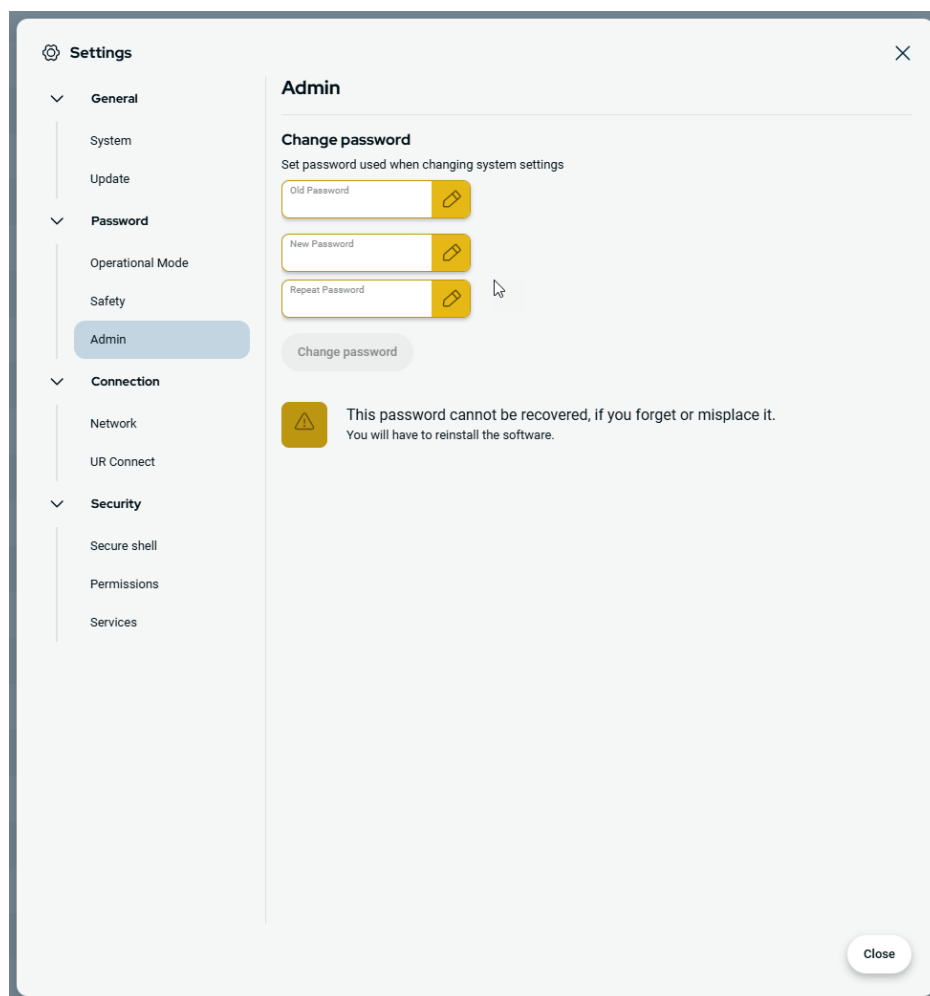 Settings
General
System
Update
Password
Operational Mode
Safety
Admin
Connection
Network
UR Connect
Security
Secure shell
Permissions
Services
Admin
Change password
Set password used when changing system settings
Old Password
New Password
Repeat Password
Change password
This password cannot be recovered, if you forget or misplace it.
You will have to reinstall the software.
Close